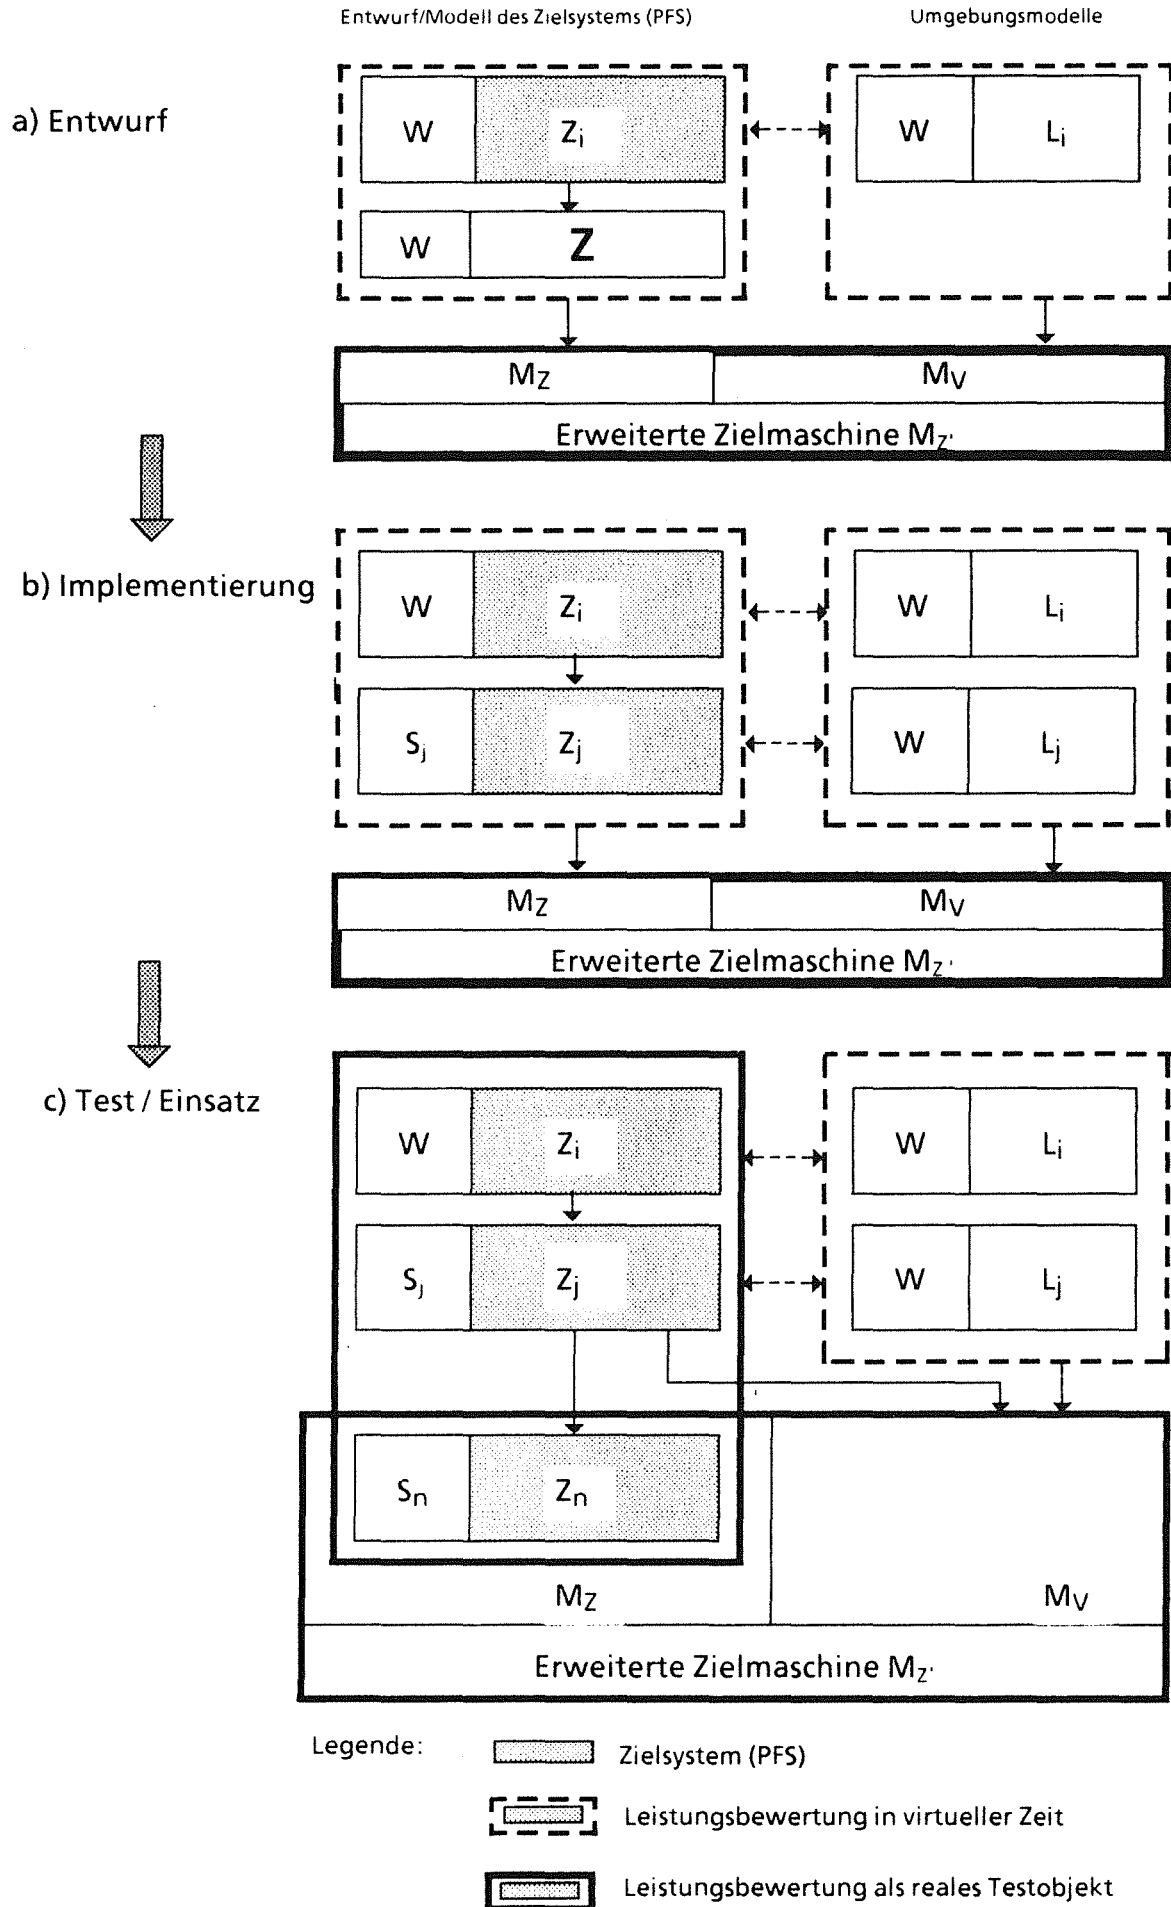 Entwurf/Modell des Zielsystems (PFS) Umgebungsmodelle
a) Entwurf
W Zi W Li
W Z
MZ MV
Erweiterte Zielmaschine MZ'
b) Implementierung
W Zi W Li
Sj Zj W Lj
MZ MV
Erweiterte Zielmaschine MZ'
c) Test / Einsatz
W Zi W Li
Sj Zj W Lj
Sn Zn
MZ MV
Erweiterte Zielmaschine MZ'
Legende: Zielsystem (PFS)
Leistungsbewertung in virtueller Zeit
Leistungsbewertung als reales Testobjekt